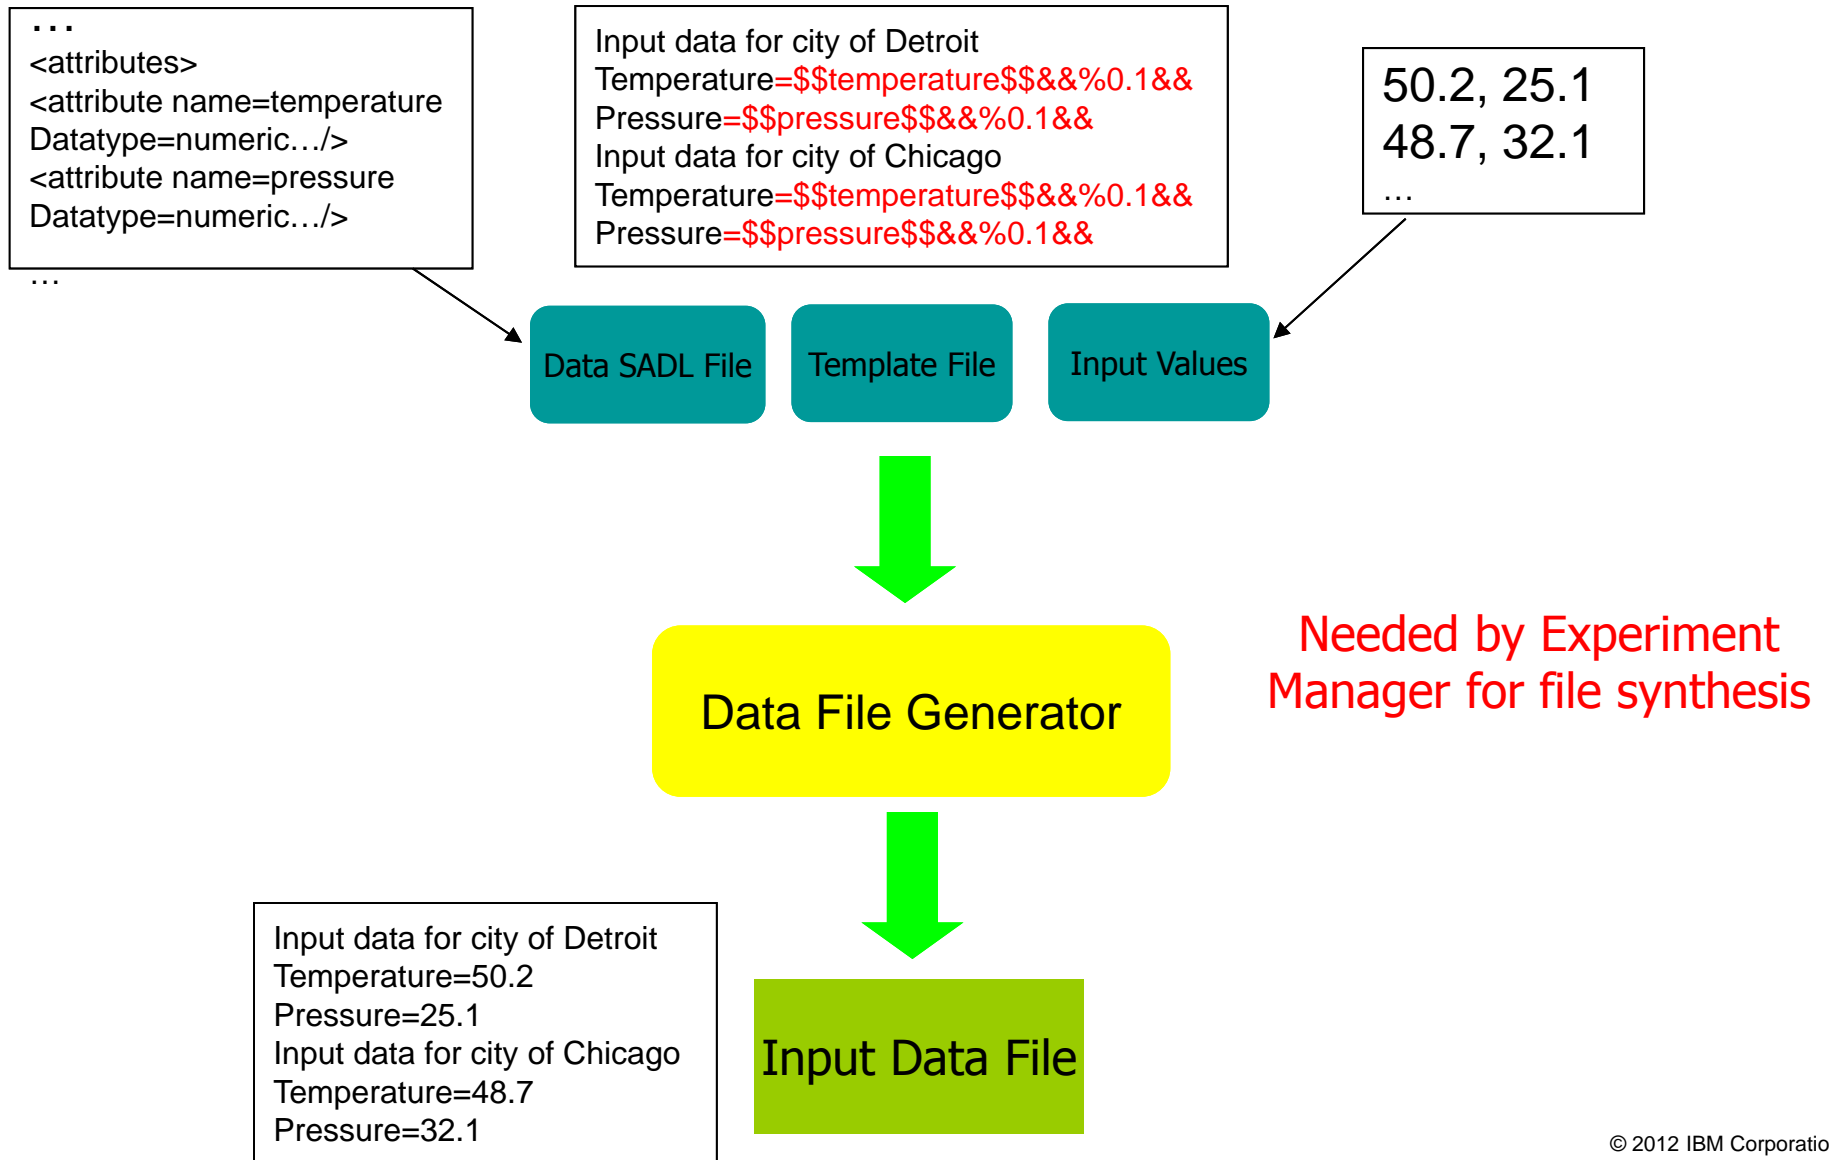 ...
<attributes>
<attribute name=temperature
Datatype=numeric…/>
<attribute name=pressure
Datatype=numeric…/>
…
Input data for city of Detroit
Temperature=$$temperature$$&&%0.1&&
Pressure=$$pressure$$&&%0.1&&
Input data for city of Chicago
Temperature=$$temperature$$&&%0.1&&
Pressure=$$pressure$$&&%0.1&&
50.2, 25.1
48.7, 32.1
…
Data SADL File
Template File
Input Values
Data File Generator
Needed by Experiment
Manager for file synthesis
Input data for city of Detroit
Temperature=50.2
Pressure=25.1
Input data for city of Chicago
Temperature=48.7
Pressure=32.1
Input Data File
© 2012 IBM Corporatio